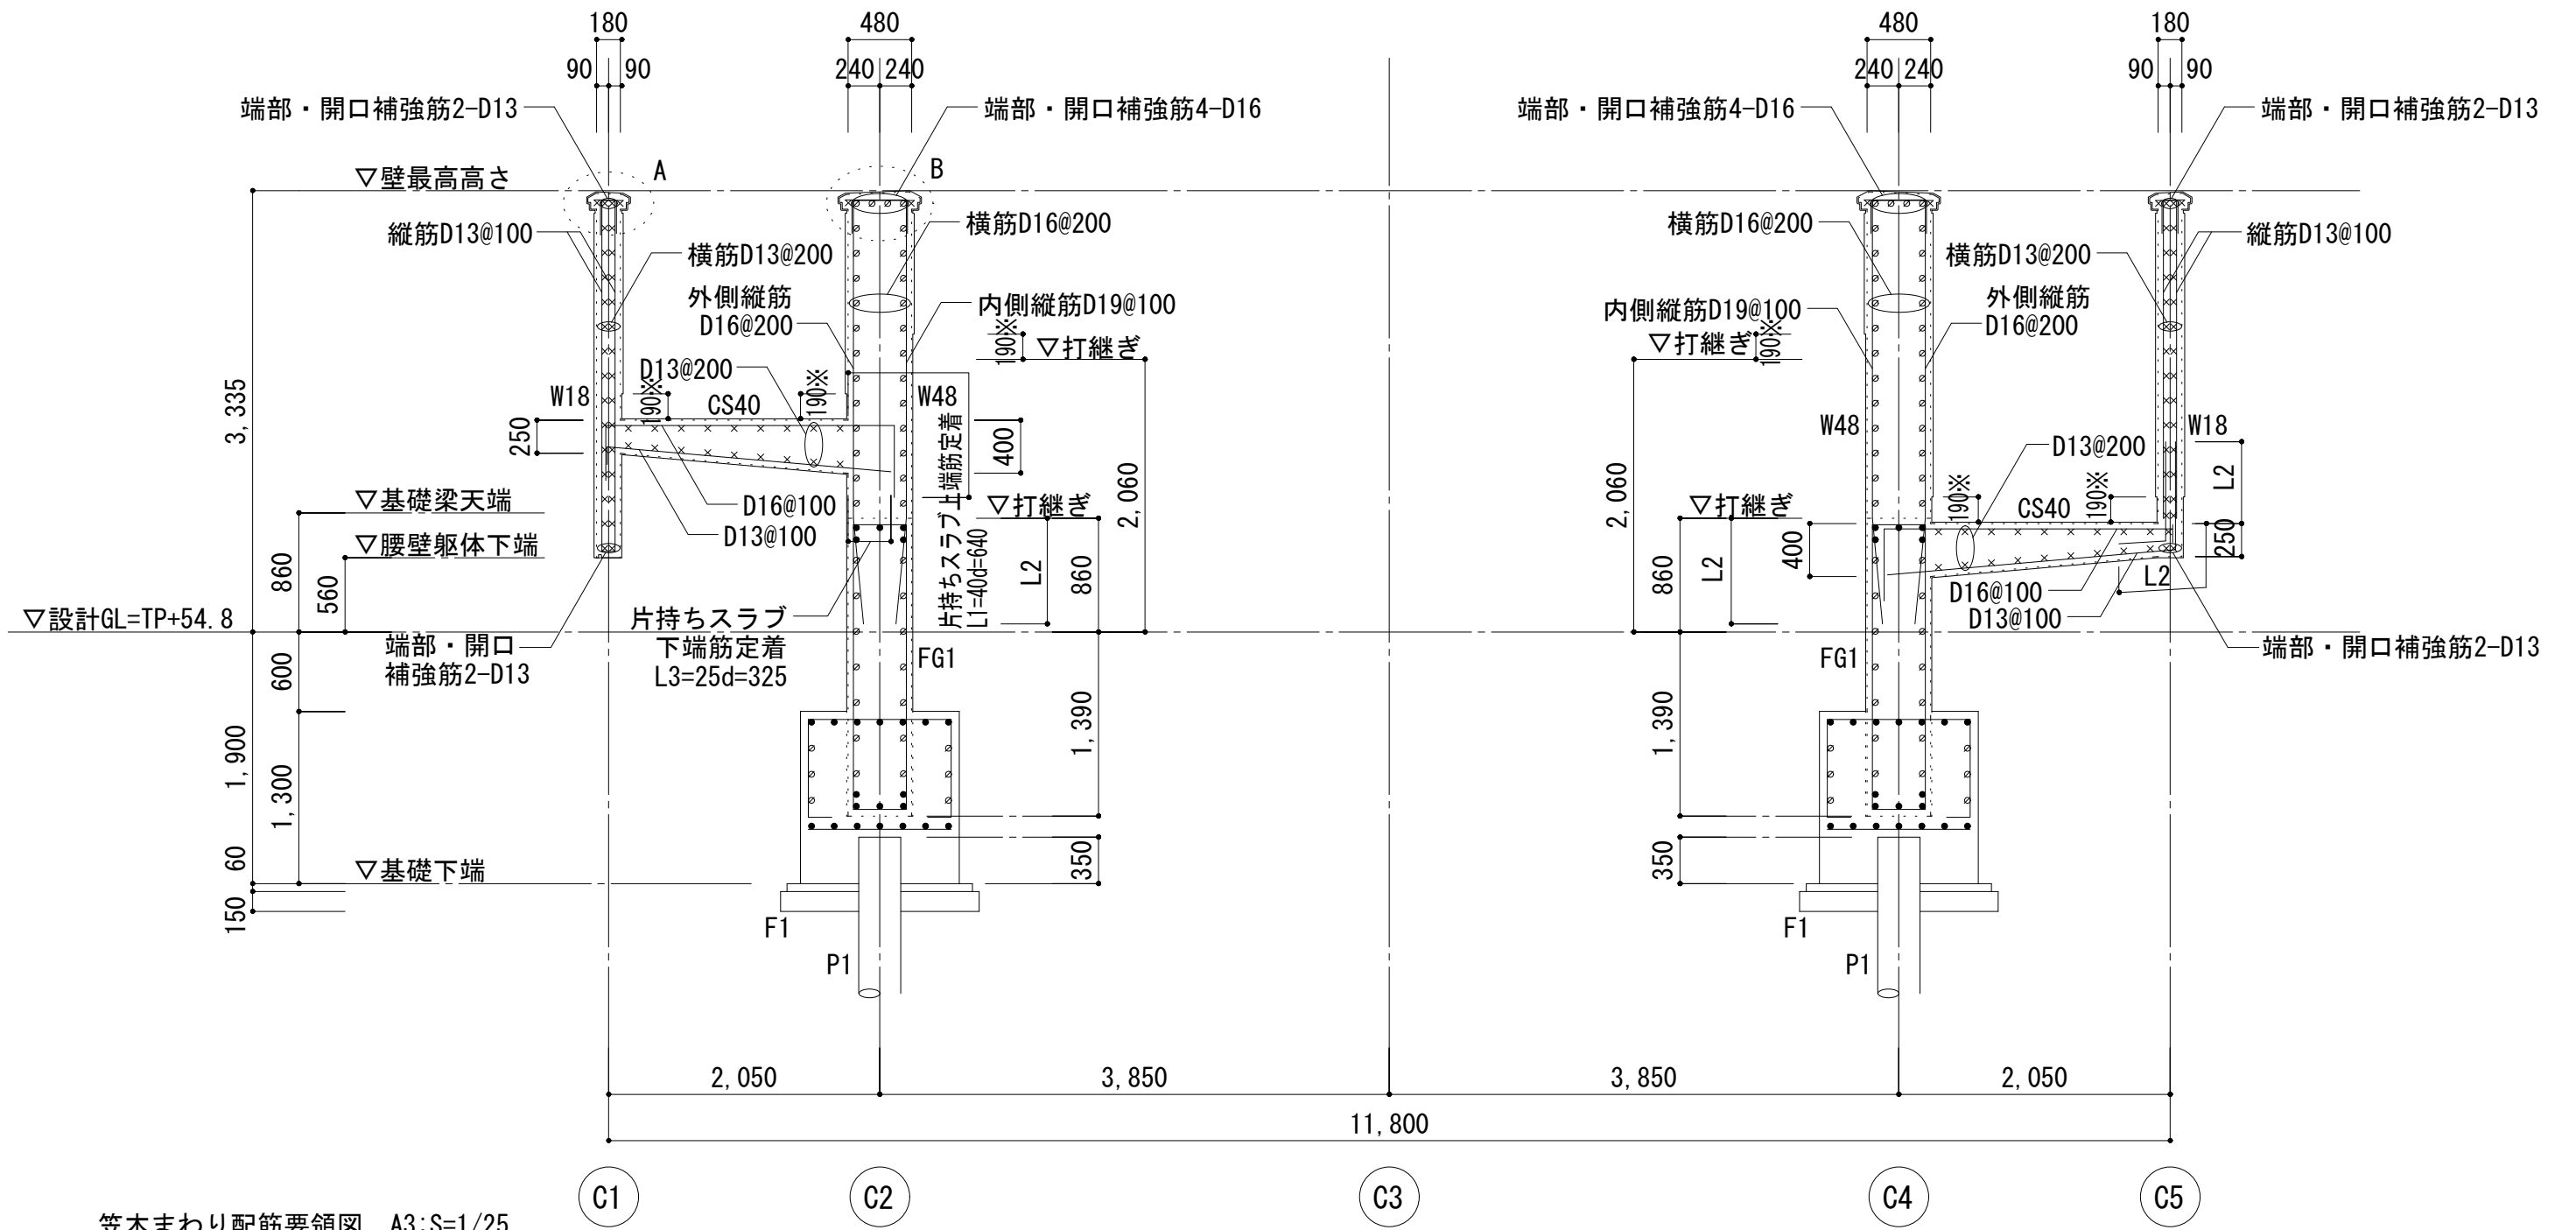 180
480
480
180
90 90
240 240
240 240
90 90
端部・開口補強筋2-D13
端部・開口補強筋4-D16
端部・開口補強筋4-D16
端部・開口補強筋2-D13
▽壁最高高さ
A
B
縦筋D13@100
横筋D16@200
横筋D16@200
縦筋D13@100
横筋D13@200
横筋D13@200
外側縦筋
D16@200
内側縦筋D19@100
内側縦筋D19@100
外側縦筋
D16@200
190※
▽打継ぎ
▽打継ぎ
190※
D13@200
3,335
W18
190※
CS40
190※
W48
W48
W18
250
400
片持ちスラブ上端筋定着
L1=40d=640
2,060
2,060
D13@200
190※
CS40
190※
L2
250
▽基礎梁天端
D16@100
▽打継ぎ
▽打継ぎ
D13@100
▽腰壁躯体下端
860
560
L2
860
860
L2
400
L2
D16@100
D13@100
▽設計GL=TP+54.8
端部・開口
補強筋2-D13
片持ちスラブ
下端筋定着
L3=25d=325
FG1
FG1
端部・開口補強筋2-D13
600
1,900
1,300
1,390
1,390
60
▽基礎下端
350
350
150
F1
F1
P1
P1
2,050
3,850
3,850
2,050
11,800
C1
C2
C3
C4
C5
笠木まわり配筋要領図 A3:S=1/25